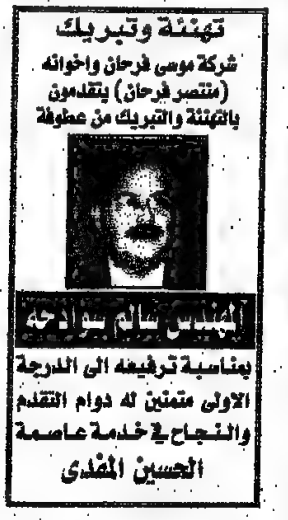 تهنئة وتبريك
شركة موسى فرحان واخوانه
(منتصر فرحان) يتقدمون
بالتهنئة والتبريك من عطوفة
المهندس سالم
بمناسبة ترفيعه الى الدرجة
الاولى متمنين له دوام التقدم
والنجاح في خدمة عاصمة
الحسين المفدى